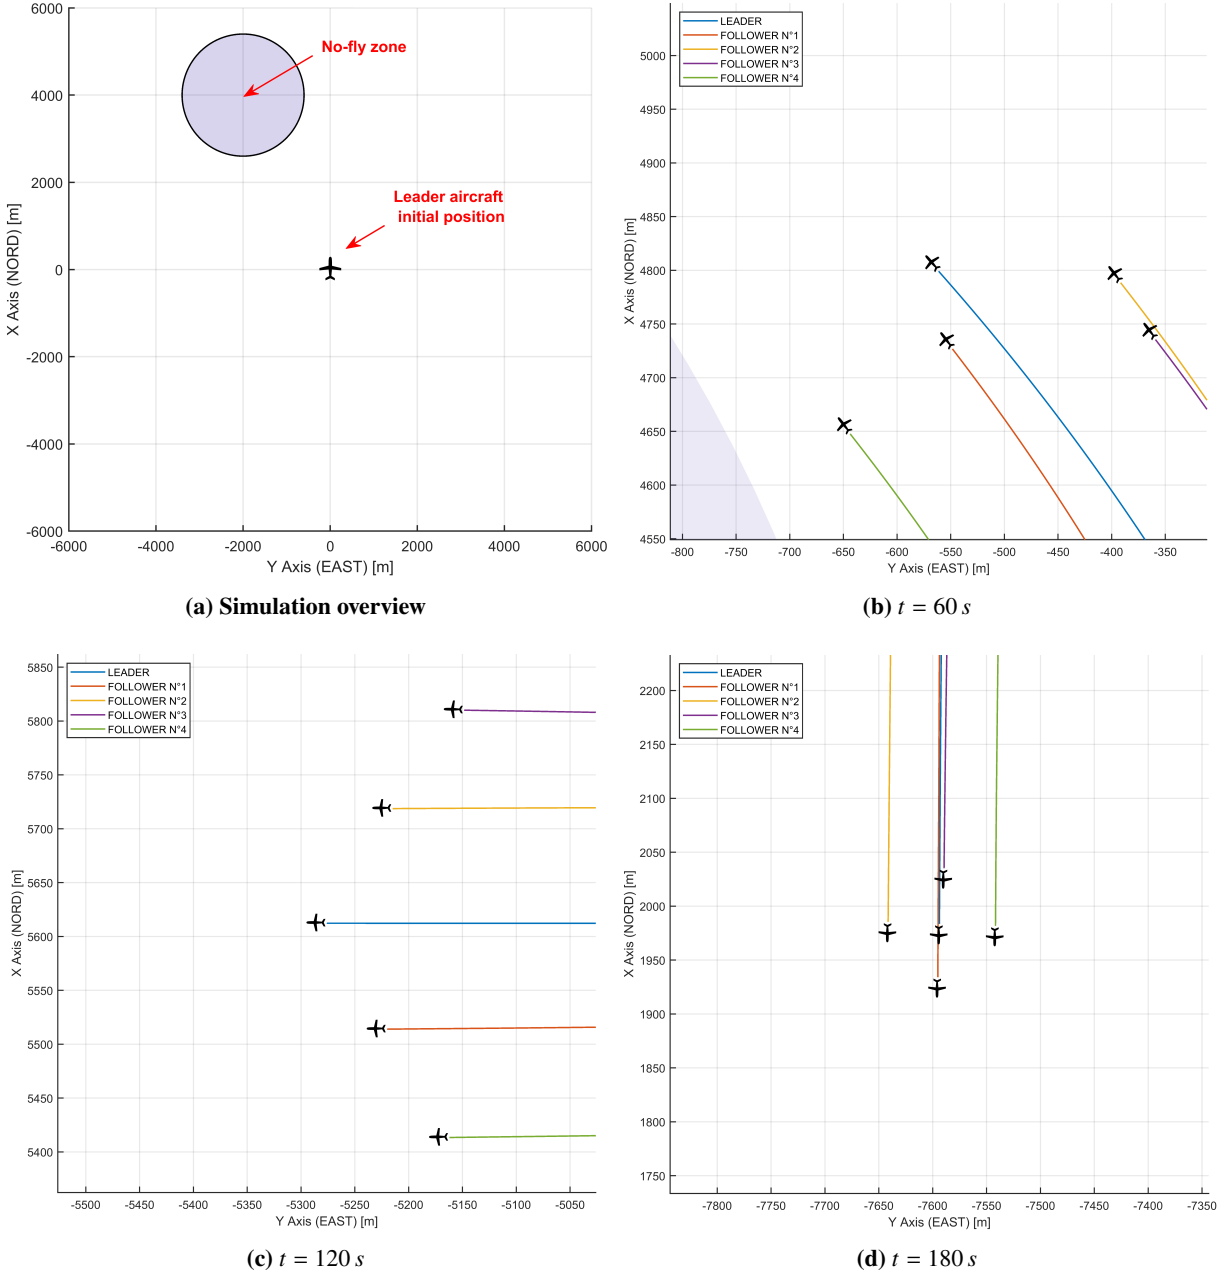 6000
4000
2000
0
-2000
-4000
-6000
-6000 -4000 -2000 0 2000 4000 6000
X Axis (NORD) [m]
Y Axis (EAST) [m]
No-fly zone
Leader aircraft
initial position
(a) Simulation overview
LEADER
FOLLOWER N°1
FOLLOWER N°2
FOLLOWER N°3
FOLLOWER N°4
5000
4950
4900
4850
4800
4750
4700
4650
4600
4550
-800 -750 -700 -650 -600 -550 -500 -450 -400 -350
X Axis (NORD) [m]
Y Axis (EAST) [m]
(b) t = 60 s
LEADER
FOLLOWER N°1
FOLLOWER N°2
FOLLOWER N°3
FOLLOWER N°4
5850
5800
5750
5700
5650
5600
5550
5500
5450
5400
-5500 -5450 -5400 -5350 -5300 -5250 -5200 -5150 -5100 -5050
X Axis (NORD) [m]
Y Axis (EAST) [m]
(c) t = 120 s
LEADER
FOLLOWER N°1
FOLLOWER N°2
FOLLOWER N°3
FOLLOWER N°4
2200
2150
2100
2050
2000
1950
1900
1850
1800
1750
-7800 -7750 -7700 -7650 -7600 -7550 -7500 -7450 -7400 -7350
X Axis (NORD) [m]
Y Axis (EAST) [m]
(d) t = 180 s